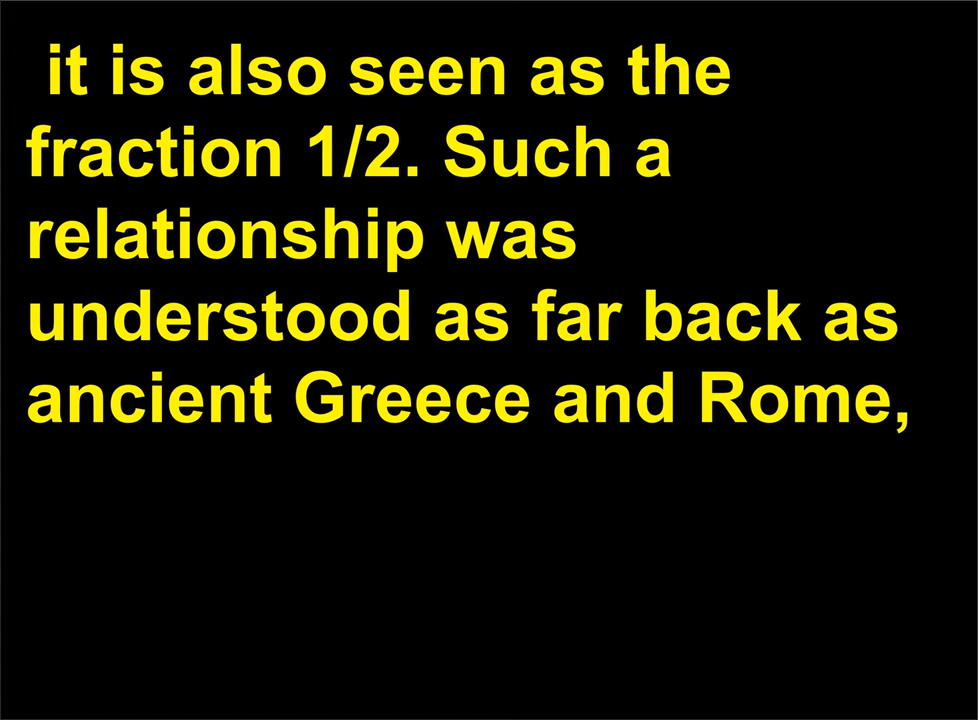 it is also seen as the
fraction 1/2. Such a
relationship was
understood as far back as
ancient Greece and Rome,